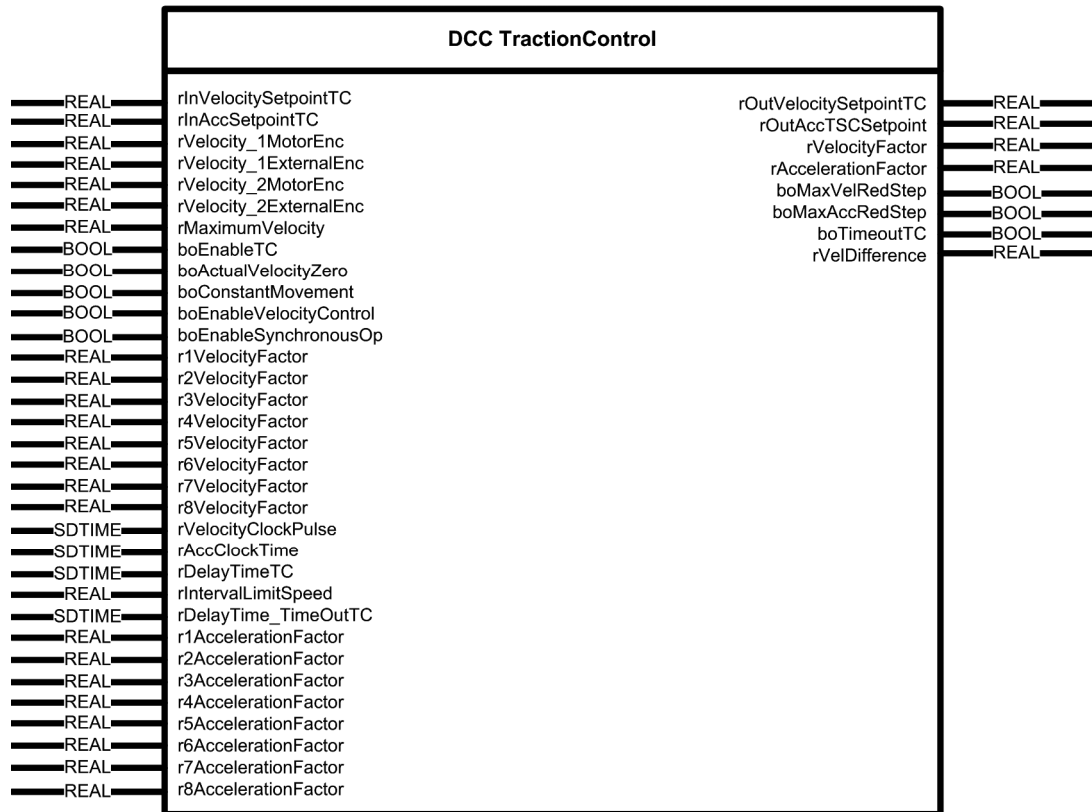 DCC TractionControl
REAL rInVelocitySetpointTC rOutVelocitySetpointTC REAL
REAL rInAccSetpointTC rOutAccTSCSetpoint REAL
REAL rVelocity_1MotorEnc rVelocityFactor REAL
REAL rVelocity_1ExternalEnc rAccelerationFactor REAL
REAL rVelocity_2MotorEnc boMaxVelRedStep BOOL
REAL rVelocity_2ExternalEnc boMaxAccRedStep BOOL
REAL rMaximumVelocity boTimeoutTC BOOL
BOOL boEnableTC rVelDifference REAL
BOOL boActualVelocityZero
BOOL boConstantMovement
BOOL boEnableVelocityControl
BOOL boEnableSynchronousOp
REAL r1VelocityFactor
REAL r2VelocityFactor
REAL r3VelocityFactor
REAL r4VelocityFactor
REAL r5VelocityFactor
REAL r6VelocityFactor
REAL r7VelocityFactor
REAL r8VelocityFactor
SDTIME rVelocityClockPulse
SDTIME rAccClockTime
SDTIME rDelayTimeTC
REAL rIntervalLimitSpeed
SDTIME rDelayTime_TimeOutTC
REAL r1AccelerationFactor
REAL r2AccelerationFactor
REAL r3AccelerationFactor
REAL r4AccelerationFactor
REAL r5AccelerationFactor
REAL r6AccelerationFactor
REAL r7AccelerationFactor
REAL r8AccelerationFactor